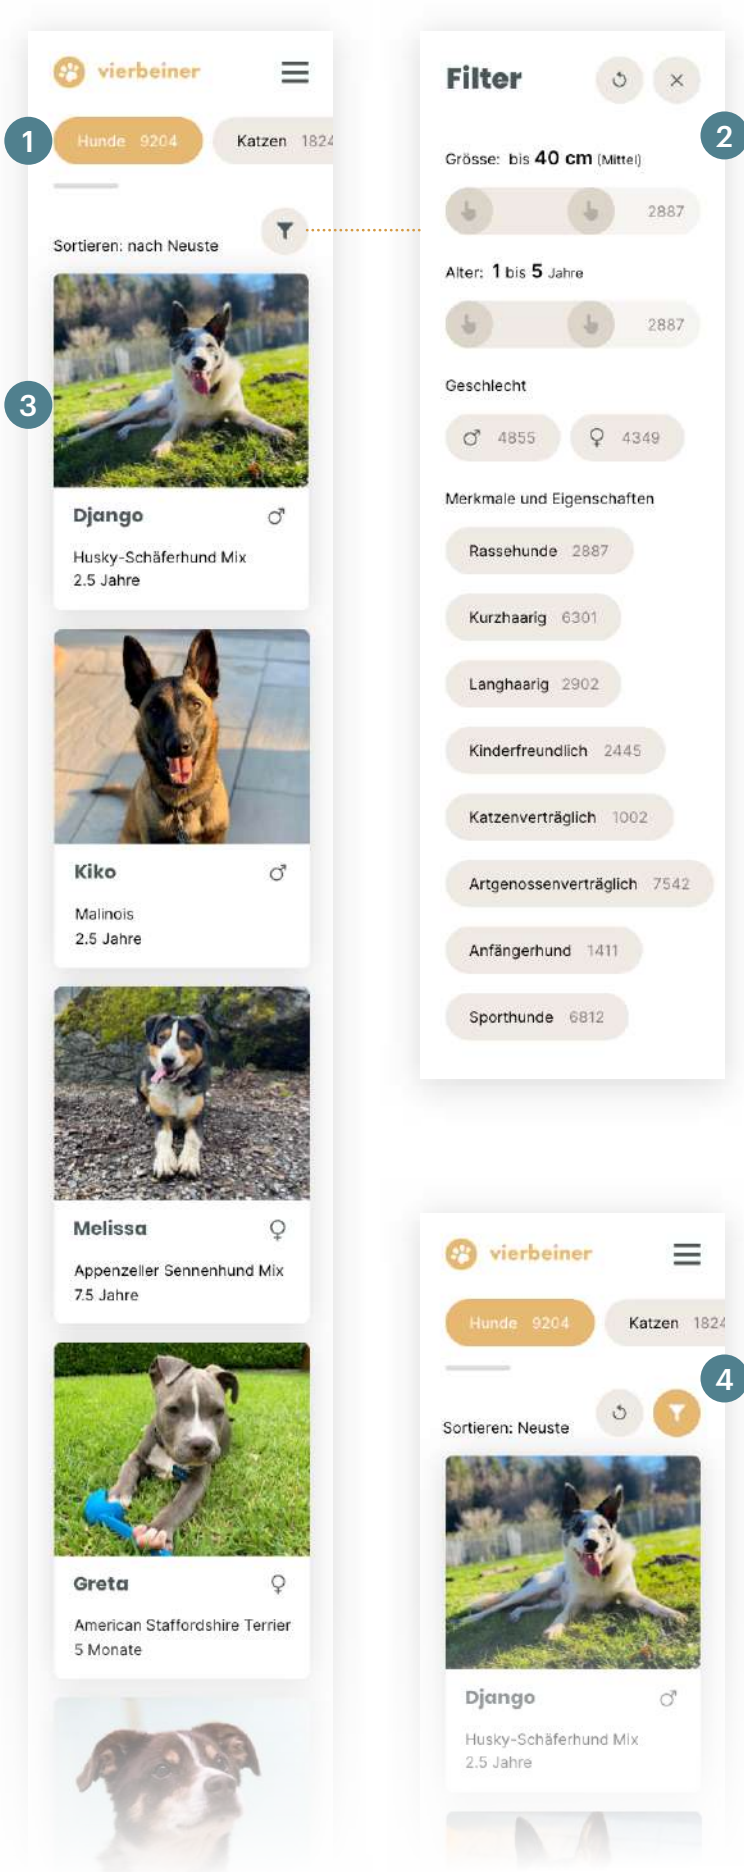 vierbeiner
1
Hunde 9204
Katzen 1824
Sortieren: nach Neuste
3
Django
Husky-Schäferhund Mix
2.5 Jahre
Kiko
Malinois
2.5 Jahre
Melissa
Appenzeller Sennenhund Mix
7.5 Jahre
Greta
American Staffordshire Terrier
5 Monate
Filter
2
Grösse: bis 40 cm (Mittel)
2887
Alter: 1 bis 5 Jahre
2887
Geschlecht
♂ 4855 ♀ 4349
Merkmale und Eigenschaften
Rassehunde 2887
Kurzhaarig 6301
Langhaarig 2902
Kinderfreundlich 2445
Katzenverträglich 1002
Artgenossenverträglich 7542
Anfängerhund 1411
Sporthunde 6812
vierbeiner
Hunde 9204
Katzen 1824
4
Sortieren: Neuste
Django
Husky-Schäferhund Mix
2.5 Jahre